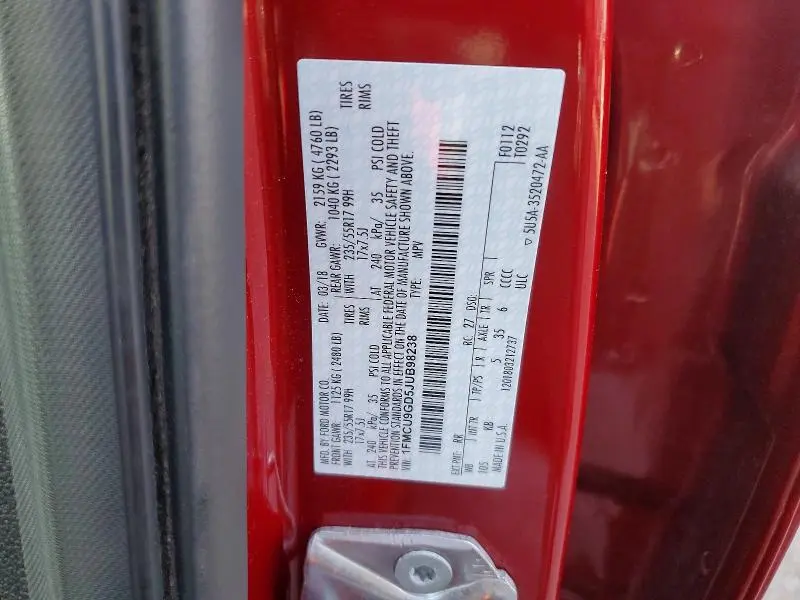 MFD. BY FORD MOTOR CO. DATE: 03/18 GVWR: 2159 KG ( 4760 LB)
FRONT GAWR: 1125 KG ( 2480 LB) REAR GAWR: 1040 KG ( 2293 LB)
WITH 235/55R17 99H TIRES WITH 235/55R17 99H TIRES
17x7.5J RIMS 17x7.5J RIMS
AT 240 kPa/ 35 PSI COLD AT 240 kPa/ 35 PSI COLD
THIS VEHICLE CONFORMS TO ALL APPLICABLE FEDERAL MOTOR VEHICLE SAFETY AND THEFT
PREVENTION STANDARDS IN EFFECT ON THE DATE OF MANUFACTURE SHOWN ABOVE.
VIN: 1FMCU9GD5JUB98238 TYPE: MPV
F0112
T0292
EXT PNT: RR RC: 27 DSO:
WB INT TR TP/PS R AXLE TR SPR
105 KB 5 35 6 CCCC
MADE IN U.S.A. 1201803212737 ULC
5U5A-3520472-AA